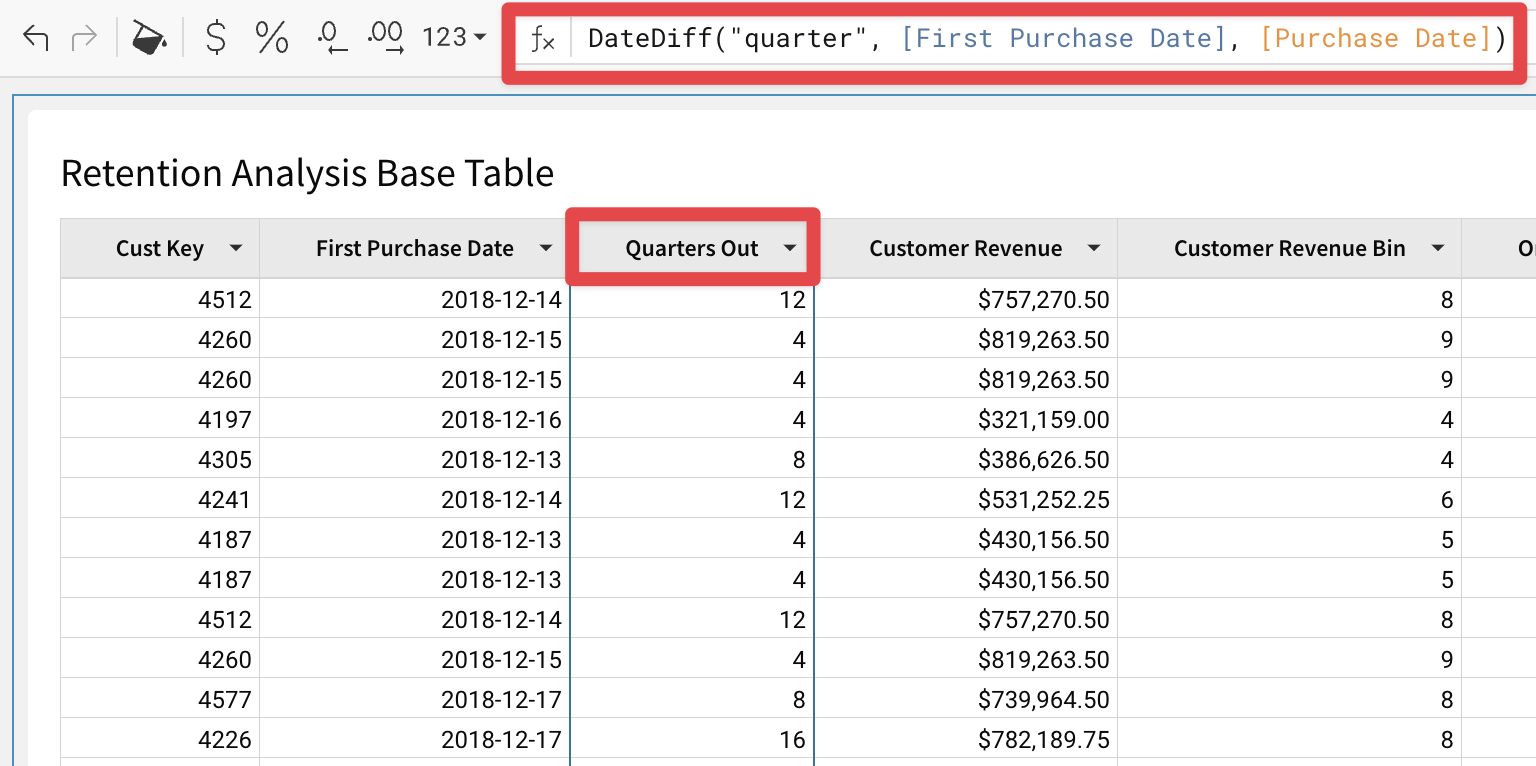 $ % .0 .00 123 fx DateDiff("quarter", [First Purchase Date], [Purchase Date])
Retention Analysis Base Table
Cust Key First Purchase Date Quarters Out Customer Revenue Customer Revenue Bin
4512 2018-12-14 12 $757,270.50 8
4260 2018-12-15 4 $819,263.50 9
4260 2018-12-15 4 $819,263.50 9
4197 2018-12-16 4 $321,159.00 4
4305 2018-12-13 8 $386,626.50 4
4241 2018-12-14 12 $531,252.25 6
4187 2018-12-13 4 $430,156.50 5
4187 2018-12-13 4 $430,156.50 5
4512 2018-12-14 12 $757,270.50 8
4260 2018-12-15 4 $819,263.50 9
4577 2018-12-17 8 $739,964.50 8
4226 2018-12-17 16 $782,189.75 8